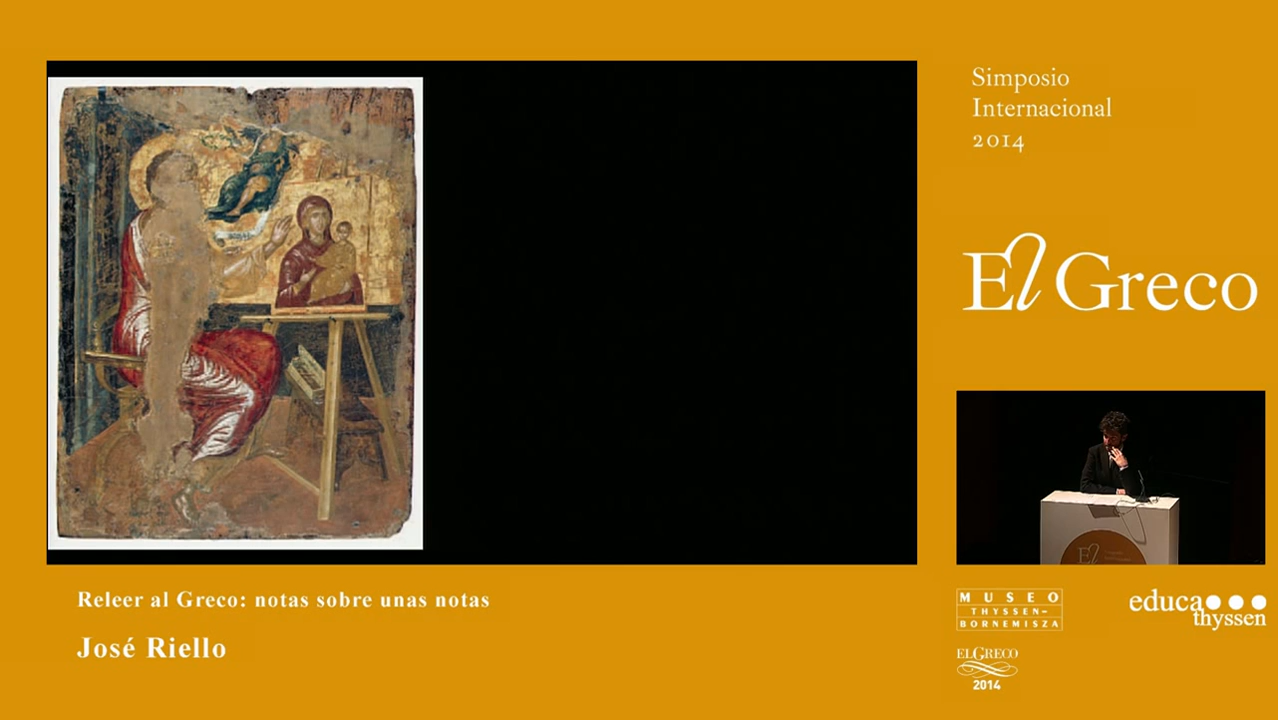 Simposio
Internacional
2014
El Greco
El
Releer al Greco: notas sobre unas notas
José Riello
MUSEO
THYSSEN-
BORNEMISZA
educa
thyssen
EL GRECO
2014